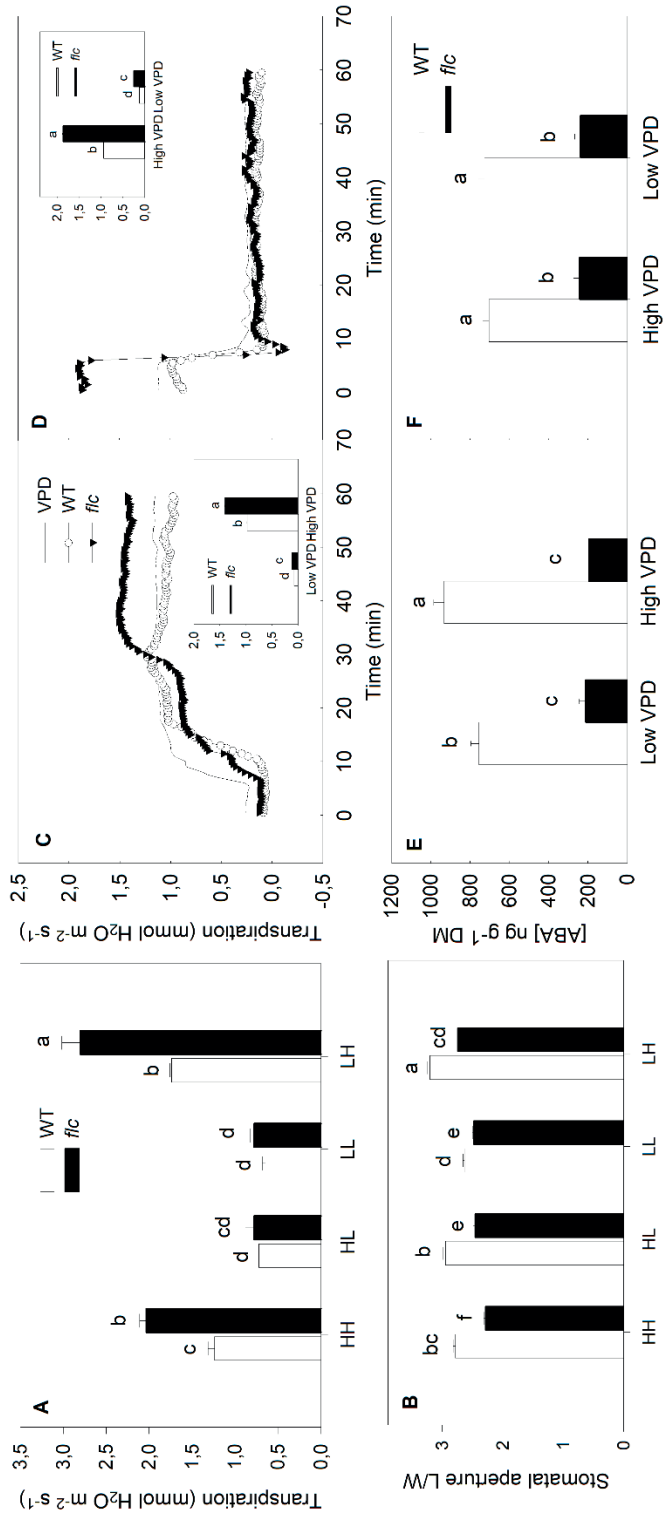 A
Transpiration (mmol H₂O m⁻² s⁻¹)
3,5
3,0
2,0
1,0
0,5
0,0
WT
flc
c
b
d
cd
d
d
b
a
HH
HL
LL
LH
B
Stomatal aperture L/W
3
2
1
0
bc
f
b
e
d
e
a
cd
HH
HL
LL
LH
C
Transpiration (mmol H₂O m⁻² s⁻¹)
2,5
2,0
1,5
1,0
0,5
0,0
-0,5
VPD
WT
flc
WT
flc
2,0
1,5
1,0
0,5
0,0
d
c
b
a
Low VPD High VPD
0
10
20
30
40
50
60
70
Time (min)
D
WT
flc
2,0
1,5
1,0
0,5
0,0
b
a
d
c
High VPD Low VPD
0
10
20
30
40
50
60
70
Time (min)
E
[ABA] ng g⁻¹ DM
1200
1000
800
600
400
200
0
b
c
a
c
Low VPD
High VPD
F
WT
flc
a
b
a
b
High VPD
Low VPD